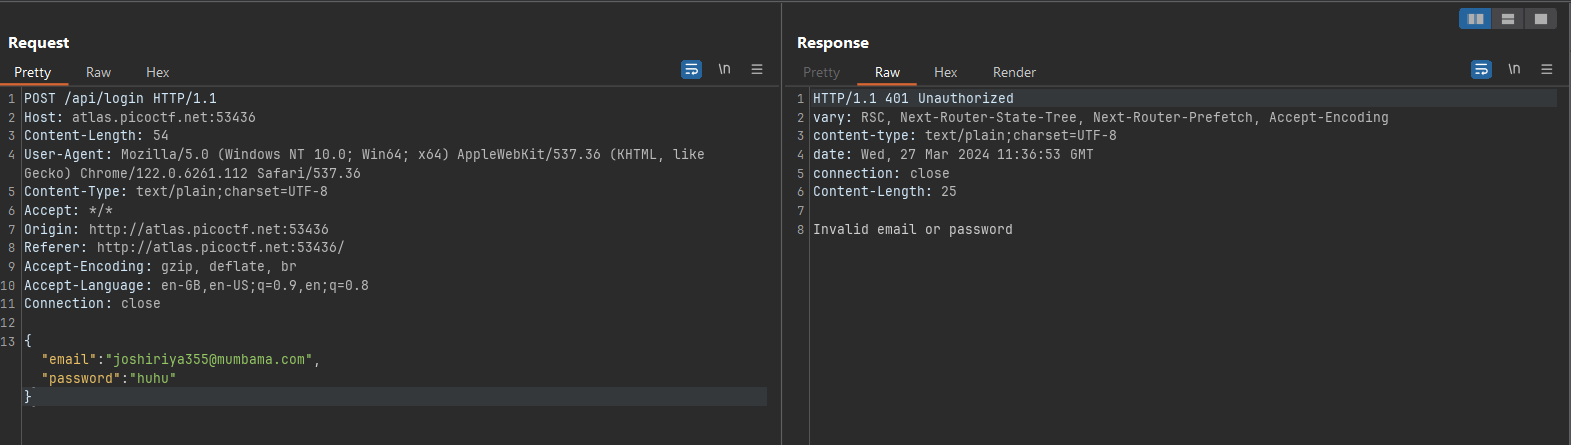 Request
Pretty Raw Hex \n
1 POST /api/login HTTP/1.1
2 Host: atlas.picoctf.net:53436
3 Content-Length: 54
4 User-Agent: Mozilla/5.0 (Windows NT 10.0; Win64; x64) AppleWebKit/537.36 (KHTML, like
Gecko) Chrome/122.0.6261.112 Safari/537.36
5 Content-Type: text/plain;charset=UTF-8
6 Accept: */*
7 Origin: http://atlas.picoctf.net:53436
8 Referer: http://atlas.picoctf.net:53436/
9 Accept-Encoding: gzip, deflate, br
10 Accept-Language: en-GB,en-US;q=0.9,en;q=0.8
11 Connection: close
12
13 {
"email":"joshiriya355@mumbama.com",
"password":"huhu"
}
Response
Pretty Raw Hex Render \n
1 HTTP/1.1 401 Unauthorized
2 vary: RSC, Next-Router-State-Tree, Next-Router-Prefetch, Accept-Encoding
3 content-type: text/plain;charset=UTF-8
4 date: Wed, 27 Mar 2024 11:36:53 GMT
5 connection: close
6 Content-Length: 25
7
8 Invalid email or password